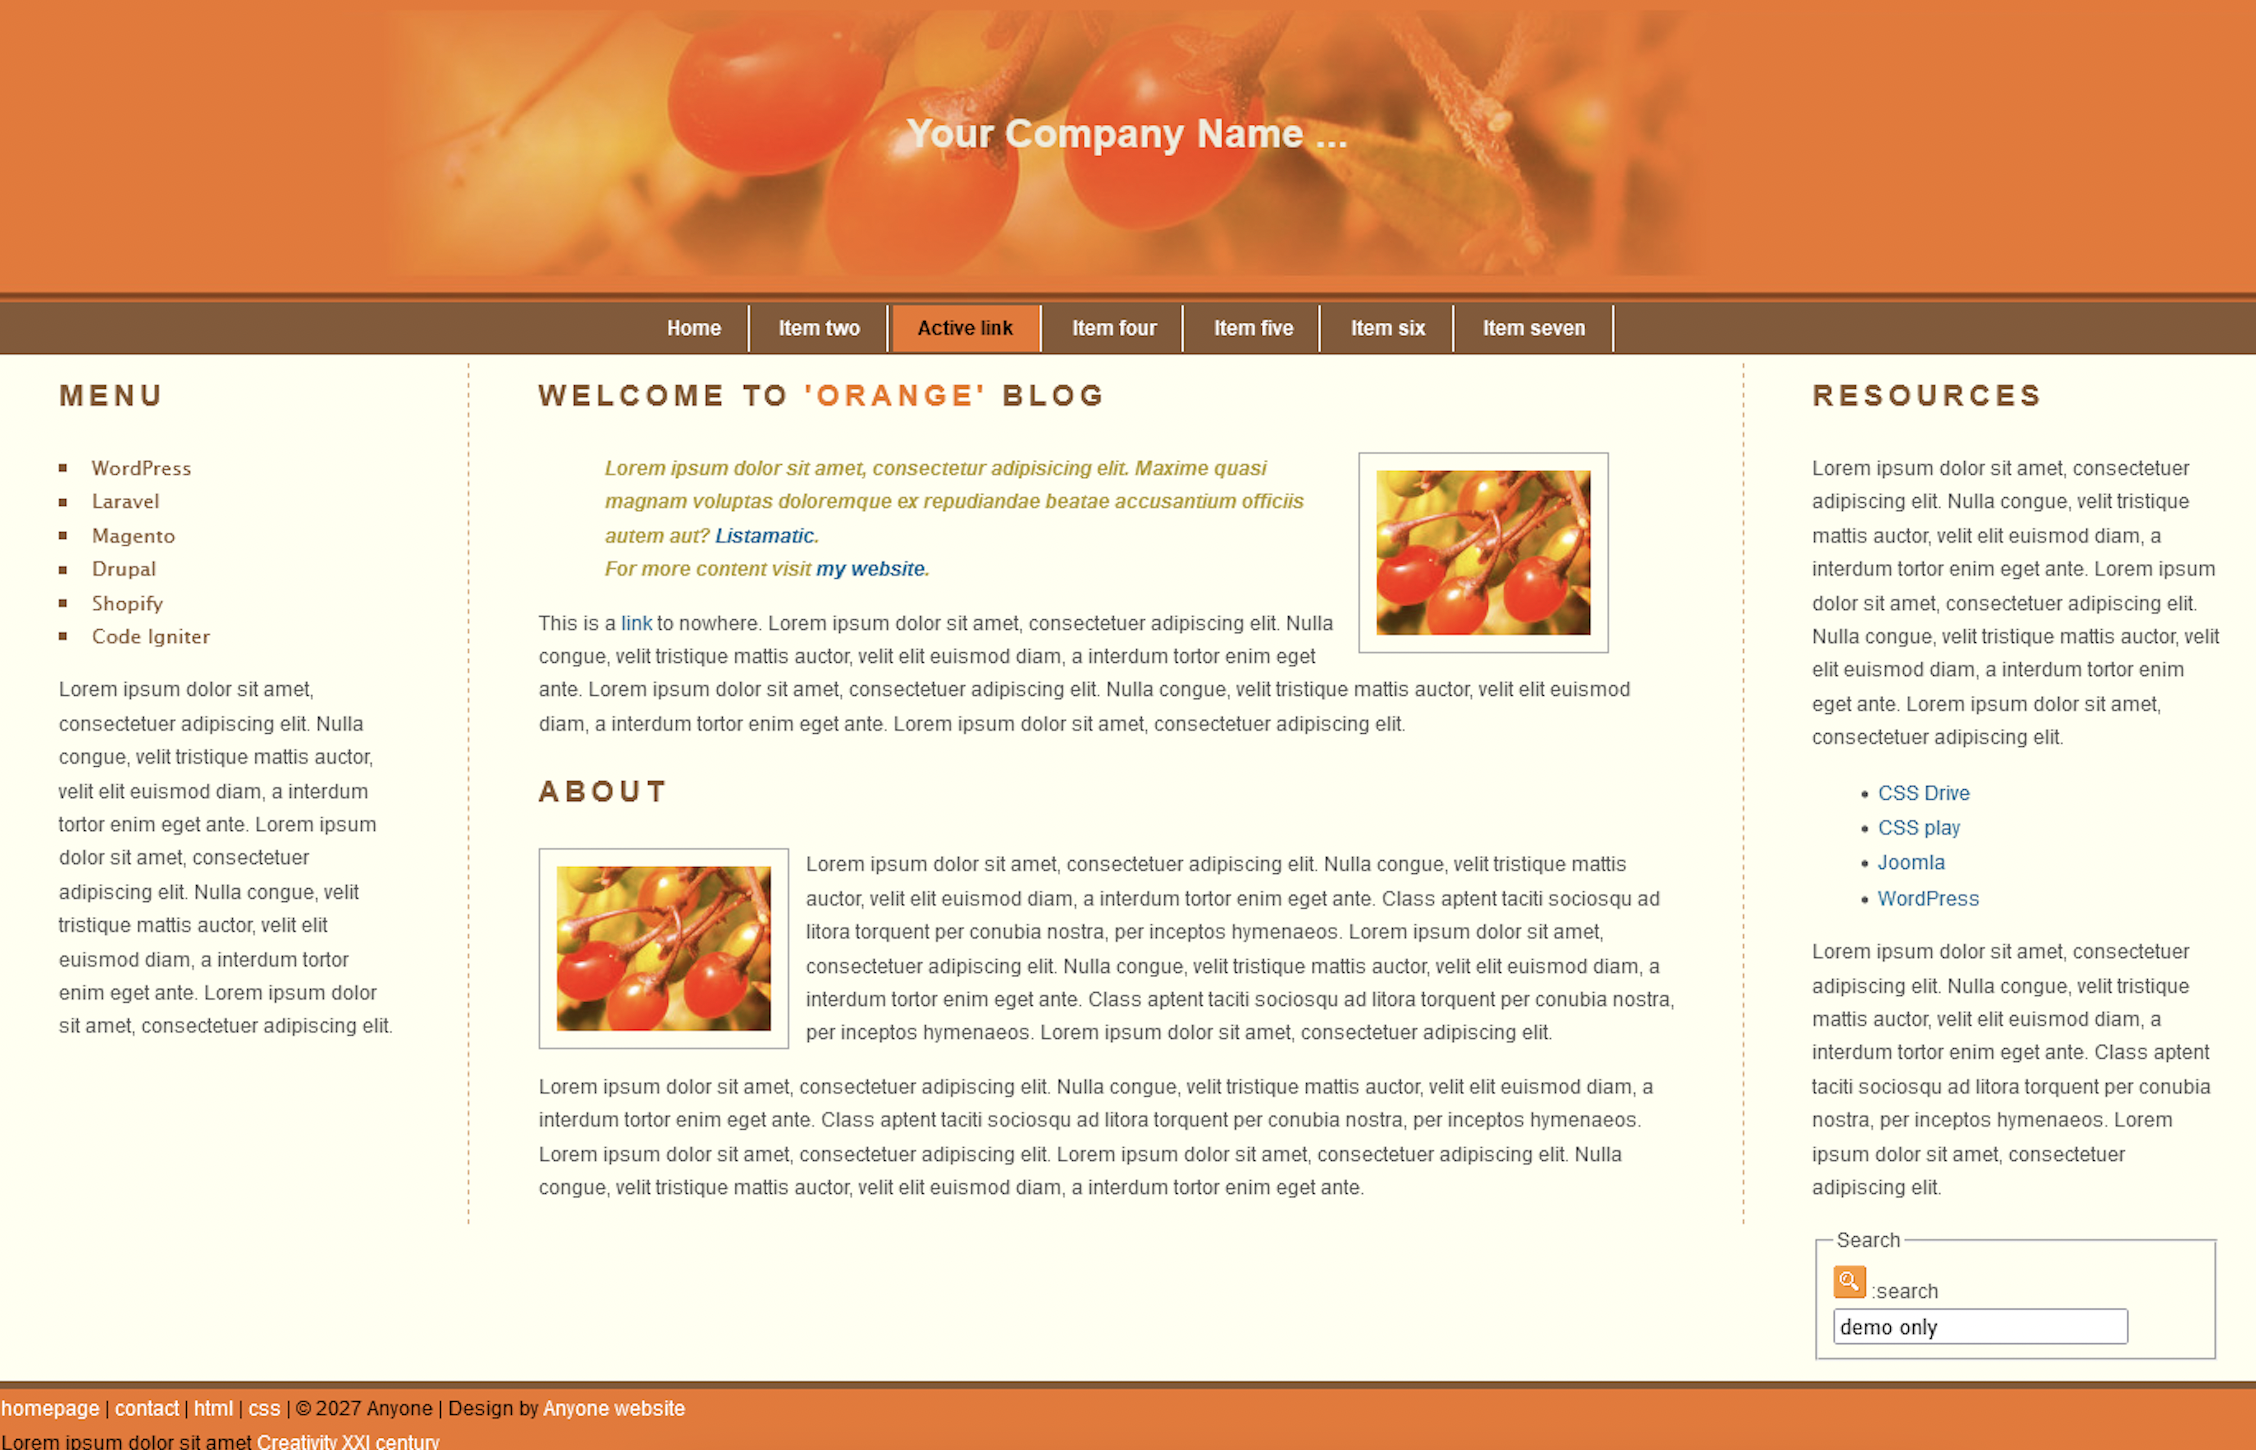 Your Company Name ...
Home
Item two
Active link
Item four
Item five
Item six
Item seven
MENU
WordPress
Laravel
Magento
Drupal
Shopify
Code Igniter
Lorem ipsum dolor sit amet,
consectetuer adipiscing elit. Nulla
congue, velit tristique mattis auctor,
velit elit euismod diam, a interdum
tortor enim eget ante. Lorem ipsum
dolor sit amet, consectetuer
adipiscing elit. Nulla congue, velit
tristique mattis auctor, velit elit
euismod diam, a interdum tortor
enim eget ante. Lorem ipsum dolor
sit amet, consectetuer adipiscing elit.
WELCOME TO 'ORANGE' BLOG
Lorem ipsum dolor sit amet, consectetur adipisicing elit. Maxime quasi
magnam voluptas doloremque ex repudiandae beatae accusantium officiis
autem aut? Listamatic.
For more content visit my website.
This is a link to nowhere. Lorem ipsum dolor sit amet, consectetuer adipiscing elit. Nulla
congue, velit tristique mattis auctor, velit elit euismod diam, a interdum tortor enim eget
ante. Lorem ipsum dolor sit amet, consectetuer adipiscing elit. Nulla congue, velit tristique mattis auctor, velit elit euismod
diam, a interdum tortor enim eget ante. Lorem ipsum dolor sit amet, consectetuer adipiscing elit.
ABOUT
Lorem ipsum dolor sit amet, consectetuer adipiscing elit. Nulla congue, velit tristique mattis
auctor, velit elit euismod diam, a interdum tortor enim eget ante. Class aptent taciti sociosqu ad
litora torquent per conubia nostra, per inceptos hymenaeos. Lorem ipsum dolor sit amet,
consectetuer adipiscing elit. Nulla congue, velit tristique mattis auctor, velit elit euismod diam, a
interdum tortor enim eget ante. Class aptent taciti sociosqu ad litora torquent per conubia nostra,
per inceptos hymenaeos. Lorem ipsum dolor sit amet, consectetuer adipiscing elit.
Lorem ipsum dolor sit amet, consectetuer adipiscing elit. Nulla congue, velit tristique mattis auctor, velit elit euismod diam, a
interdum tortor enim eget ante. Class aptent taciti sociosqu ad litora torquent per conubia nostra, per inceptos hymenaeos.
Lorem ipsum dolor sit amet, consectetuer adipiscing elit. Lorem ipsum dolor sit amet, consectetuer adipiscing elit. Nulla
congue, velit tristique mattis auctor, velit elit euismod diam, a interdum tortor enim eget ante.
RESOURCES
Lorem ipsum dolor sit amet, consectetuer
adipiscing elit. Nulla congue, velit tristique
mattis auctor, velit elit euismod diam, a
interdum tortor enim eget ante. Lorem ipsum
dolor sit amet, consectetuer adipiscing elit.
Nulla congue, velit tristique mattis auctor, velit
elit euismod diam, a interdum tortor enim
eget ante. Lorem ipsum dolor sit amet,
consectetuer adipiscing elit.
CSS Drive
CSS play
Joomla
WordPress
Lorem ipsum dolor sit amet, consectetuer
adipiscing elit. Nulla congue, velit tristique
mattis auctor, velit elit euismod diam, a
interdum tortor enim eget ante. Class aptent
taciti sociosqu ad litora torquent per conubia
nostra, per inceptos hymenaeos. Lorem
ipsum dolor sit amet, consectetuer
adipiscing elit.
Search
:search
demo only
homepage | contact | html | css | © 2027 Anyone | Design by Anyone website
Lorem ipsum dolor sit amet Creativity XXI century